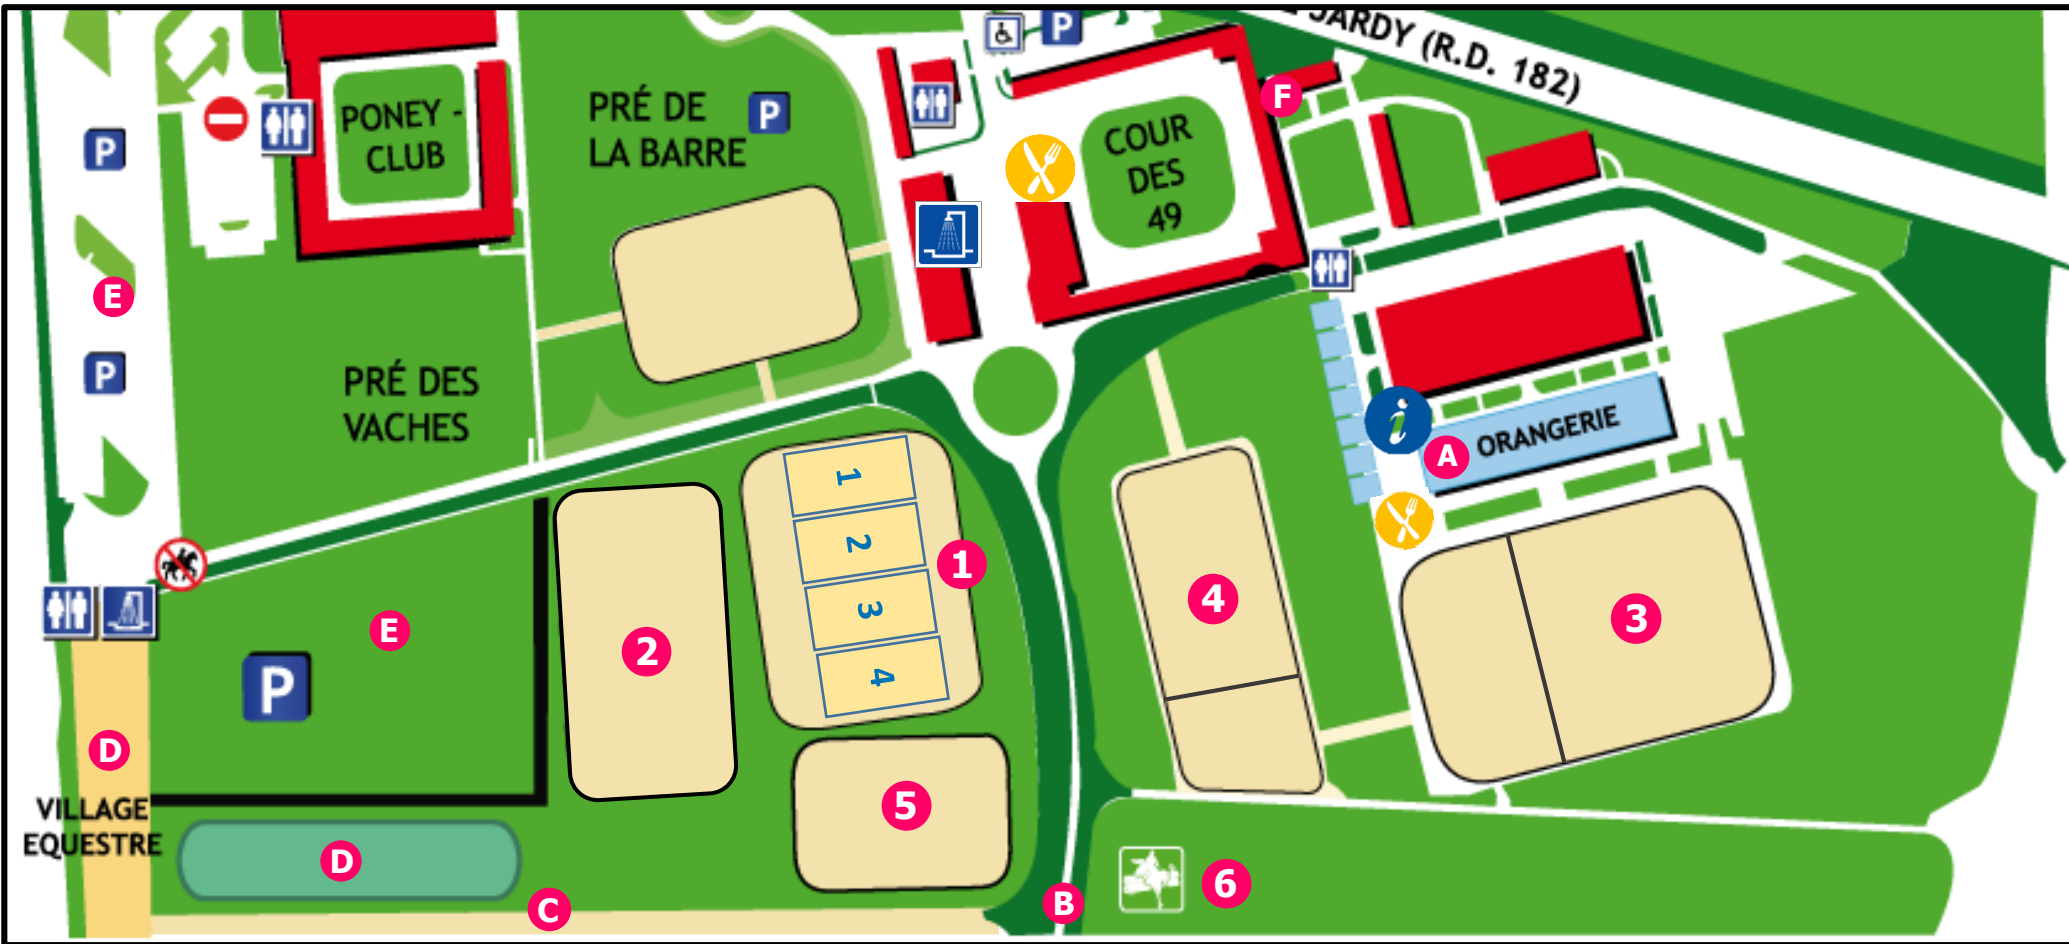 JARDY (R.D. 182)
P
PONEY -
CLUB
PRÉ DE
LA BARRE
P
COUR
DES
49
F
P
E
P
PRÉ DES
VACHES
i
A
ORANGERIE
1
2
3
4
1
2
3
4
5
6
E
P
D
VILLAGE
EQUESTRE
D
C
B